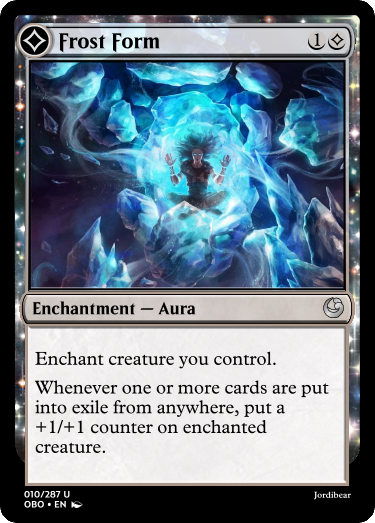 Frost Form 1
Enchantment — Aura
Enchant creature you control.
Whenever one or more cards are put
into exile from anywhere, put a
+1/+1 counter on enchanted
creature.
010/287 U
OBO • EN Jordibear